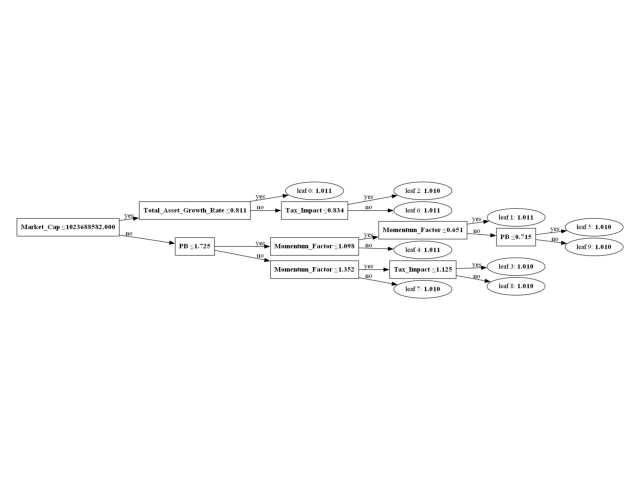 Market_Cap ≤1023688582.000
yes
no
Total_Asset_Growth_Rate ≤0.811
yes
no
leaf 0: 1.011
Tax_Impact ≤0.834
yes
no
leaf 2: 1.010
leaf 6: 1.011
PB ≤1.725
yes
no
Momentum_Factor ≤1.098
yes
no
Momentum_Factor ≤0.651
yes
no
leaf 1: 1.011
PB ≤0.715
yes
no
leaf 5: 1.010
leaf 9: 1.010
leaf 4: 1.011
Momentum_Factor ≤1.352
yes
no
Tax_Impact ≤1.125
yes
no
leaf 3: 1.010
leaf 8: 1.010
leaf 7: 1.010